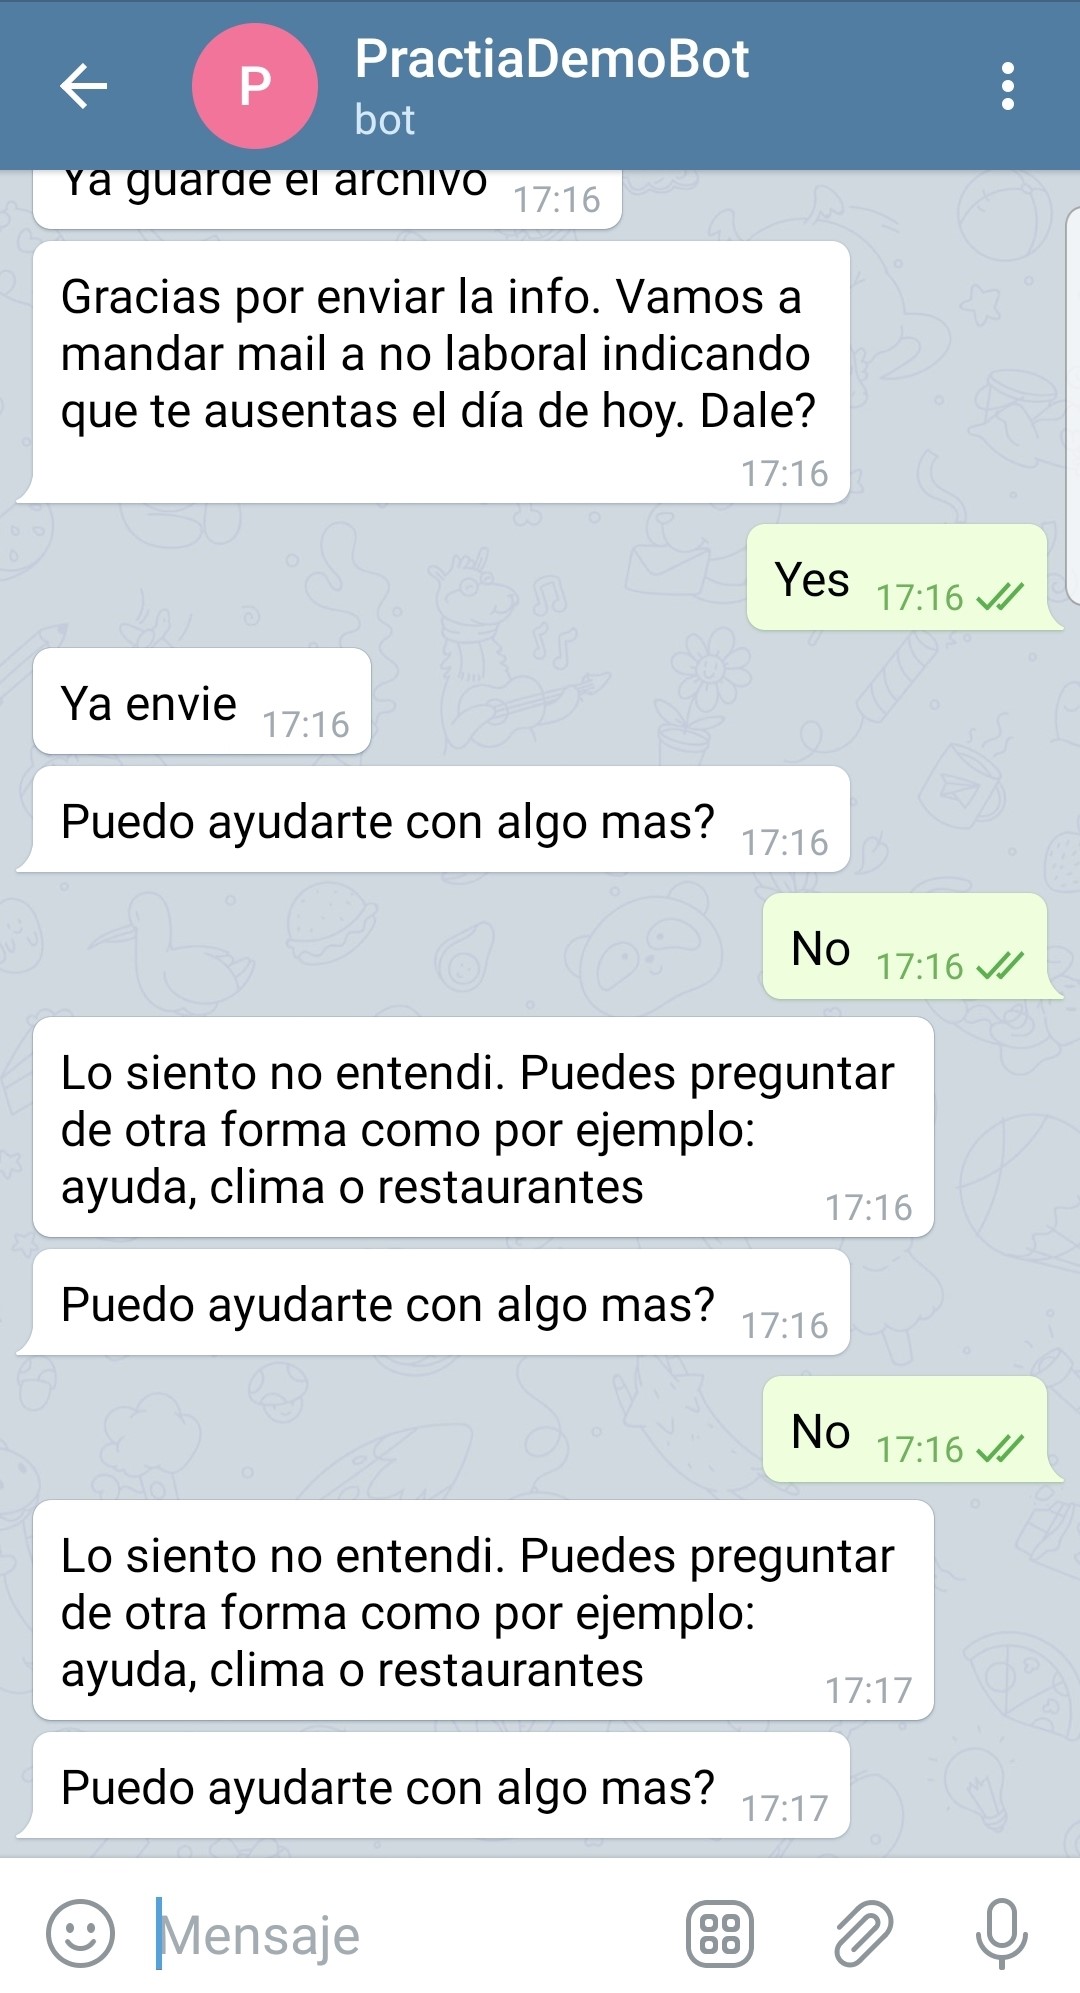 P
PractiaDemoBot
bot
Ya guarde el archivo 17:16
Gracias por enviar la info. Vamos a
mandar mail a no laboral indicando
que te ausentas el día de hoy. Dale?
17:16
Yes 17:16
Ya envie 17:16
Puedo ayudarte con algo mas? 17:16
No 17:16
Lo siento no entendi. Puedes preguntar
de otra forma como por ejemplo:
ayuda, clima o restaurantes 17:16
Puedo ayudarte con algo mas? 17:16
No 17:16
Lo siento no entendi. Puedes preguntar
de otra forma como por ejemplo:
ayuda, clima o restaurantes 17:17
Puedo ayudarte con algo mas? 17:17
Mensaje